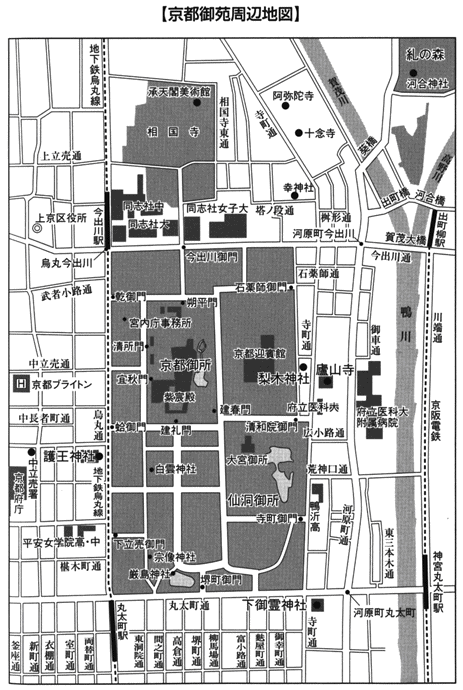 【京都御苑周辺地図】
地下鉄烏丸線
承天閣美術館
相国寺
相国寺東通
寺町通
阿弥陀寺
十念寺
賀茂川
糺の森
河合神社
葵橋
高野川
上立売通
幸神社
塔ノ段通
桝形通
出町橋
河合橋
出町柳駅
上京区役所
今出川駅
同志社中
同志社大
同志社女子大
河原町今出川
賀茂大橋
烏丸今出川
今出川御門
今出川通
武者小路通
乾御門
朔平門
石薬師御門
石薬師通
宮内庁事務所
清所門
京都御所
京都迎賓館
寺町通
御車通
鴨川
川端通
中立売通
京都ブライトン
宜秋門
紫宸殿
梨木神社
廬山寺
中長者町通
烏丸通
建春門
府立医科大
府立医科大附属病院
京阪電鉄
蛤御門
建礼門
清和院御門
広小路通
護王神社
中立売署
京都府庁
地下鉄烏丸線
白雲神社
大宮御所
仙洞御所
荒神口通
鴨沂高
河原町通
寺町御門
平安女学院高・中
下立売御門
宗像神社
東三本木通
椹木町通
厳島神社
堺町御門
神宮丸太町駅
丸太町駅
丸太町通
下御霊神社
河原町丸太町
釜座通
新町通
衣棚通
室町通
両替町通
東洞院通
間之町通
高倉通
堺町通
柳馬場通
富小路通
麩屋町通
御幸町通
寺町通